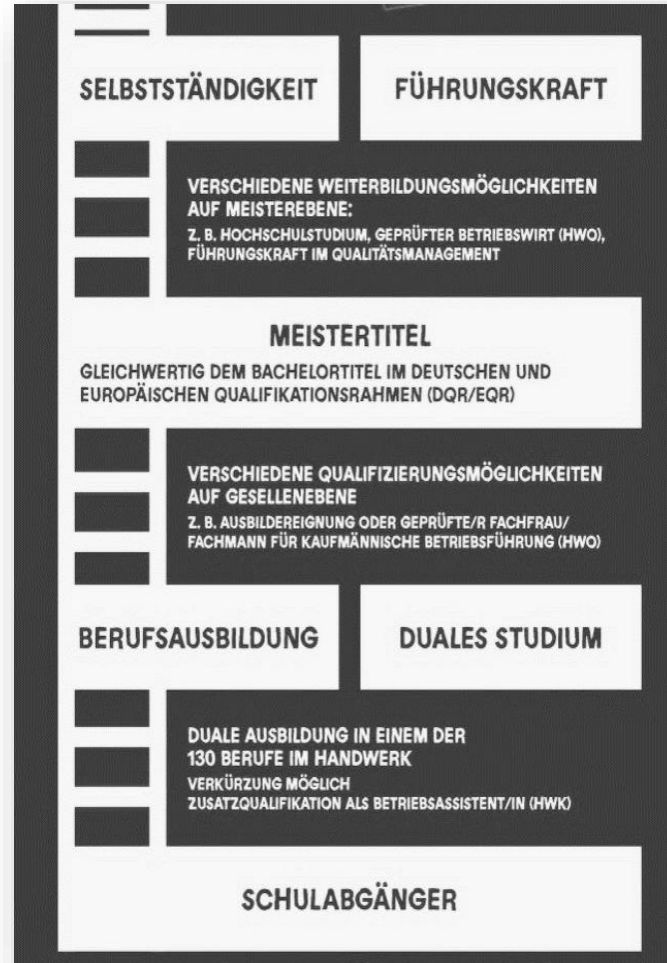 SELBSTSTÄNDIGKEIT
FÜHRUNGSKRAFT
VERSCHIEDENE WEITERBILDUNGSMÖGLICHKEITEN
AUF MEISTEREBENE:
Z. B. HOCHSCHULSTUDIUM, GEPRÜFTER BETRIEBSWIRT (HWO),
FÜHRUNGSKRAFT IM QUALITÄTSMANAGEMENT
MEISTERTITEL
GLEICHWERTIG DEM BACHELORTITEL IM DEUTSCHEN UND
EUROPÄISCHEN QUALIFIKATIONSRAHMEN (DQR/EQR)
VERSCHIEDENE QUALIFIZIERUNGSMÖGLICHKEITEN
AUF GESELLENEBENE
Z. B. AUSBILDEREIGNUNG ODER GEPRÜFTE/R FACHFRAU/
FACHMANN FÜR KAUFMÄNNISCHE BETRIEBSFÜHRUNG (HWO)
BERUFSAUSBILDUNG
DUALES STUDIUM
DUALE AUSBILDUNG IN EINEM DER
130 BERUFE IM HANDWERK
VERKÜRZUNG MÖGLICH
ZUSATZQUALIFIKATION ALS BETRIEBSASSISTENT/IN (HWK)
SCHULABGÄNGER